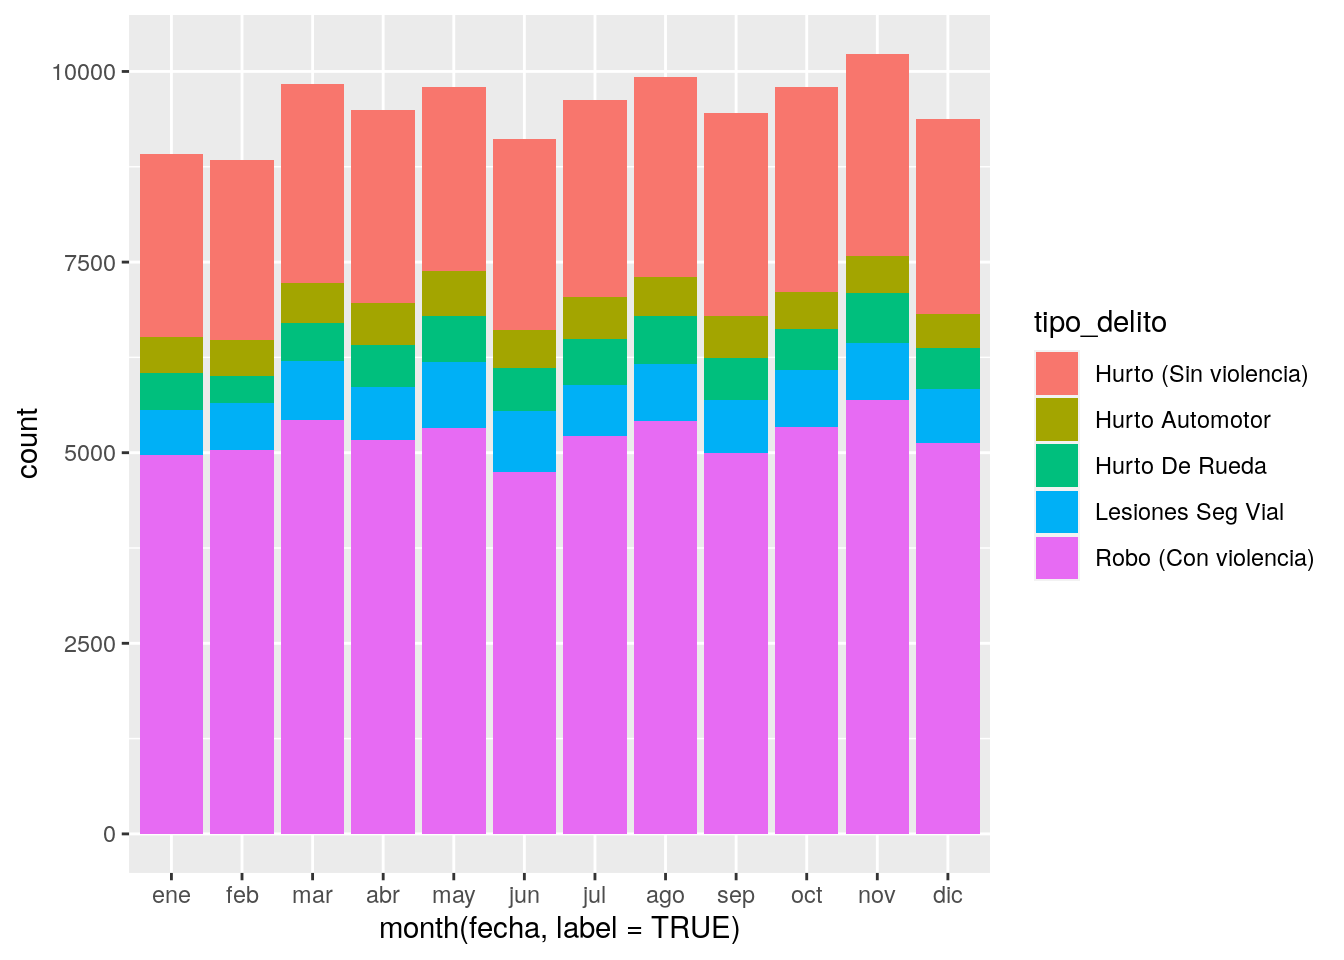 count
10000
7500
5000
2500
0
ene feb mar abr may jun jul ago sep oct nov dic
month(fecha, label = TRUE)
tipo_delito
Hurto (Sin violencia)
Hurto Automotor
Hurto De Rueda
Lesiones Seg Vial
Robo (Con violencia)